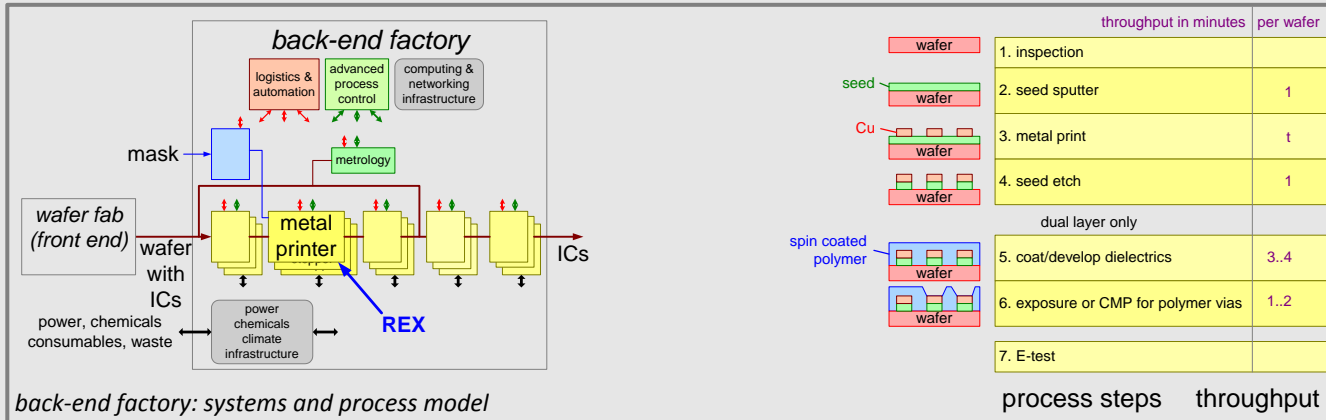 back-end factory
logistics &
automation
advanced
process
control
computing &
networking
infrastructure
mask
metrology
wafer fab
(front end)
metal
printer
wafer
with
ICs
ICs
REX
power, chemicals
consumables, waste
power
chemicals
climate
infrastructure
back-end factory: systems and process model
throughput in minutes per wafer
wafer
1. inspection
seed
wafer
2. seed sputter 1
Cu
wafer
3. metal print t
wafer
4. seed etch 1
dual layer only
spin coated
polymer
wafer
5. coat/develop dielectrics 3..4
wafer
6. exposure or CMP for polymer vias 1..2
7. E-test
process steps throughput